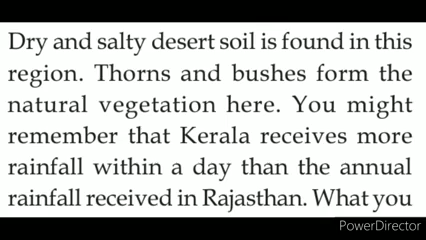 Dry and salty desert soil is found in this
region. Thorns and bushes form the
natural vegetation here. You might
remember that Kerala receives more
rainfall within a day than the annual
rainfall received in Rajasthan. What you
PowerDirector